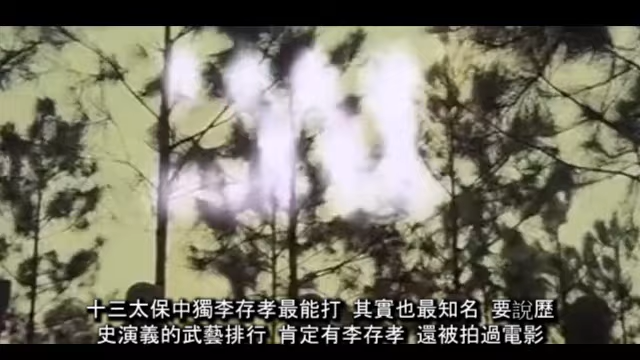 十三太保中獨李存孝最能打 其實也最知名 要說歷
史演義的武藝排行 肯定有李存孝 還被拍過電影